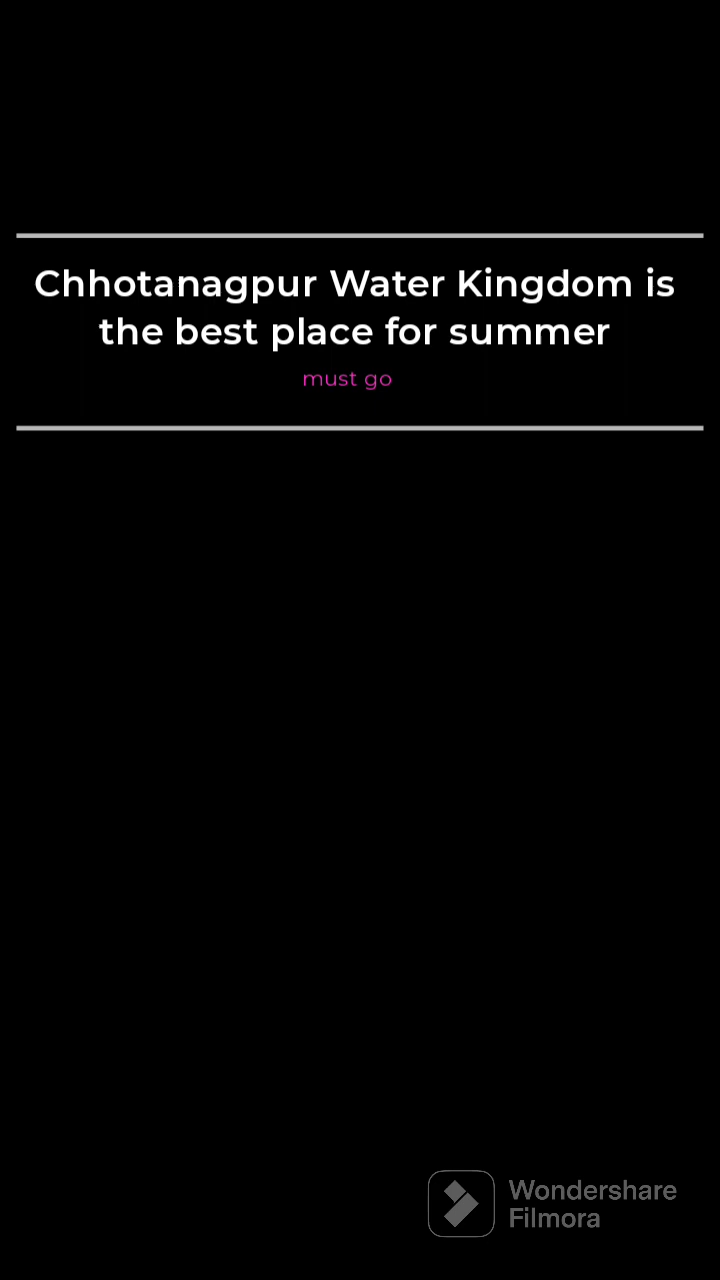 Chhotanagpur Water Kingdom is
the best place for summer
must go
Wondershare
Filmora